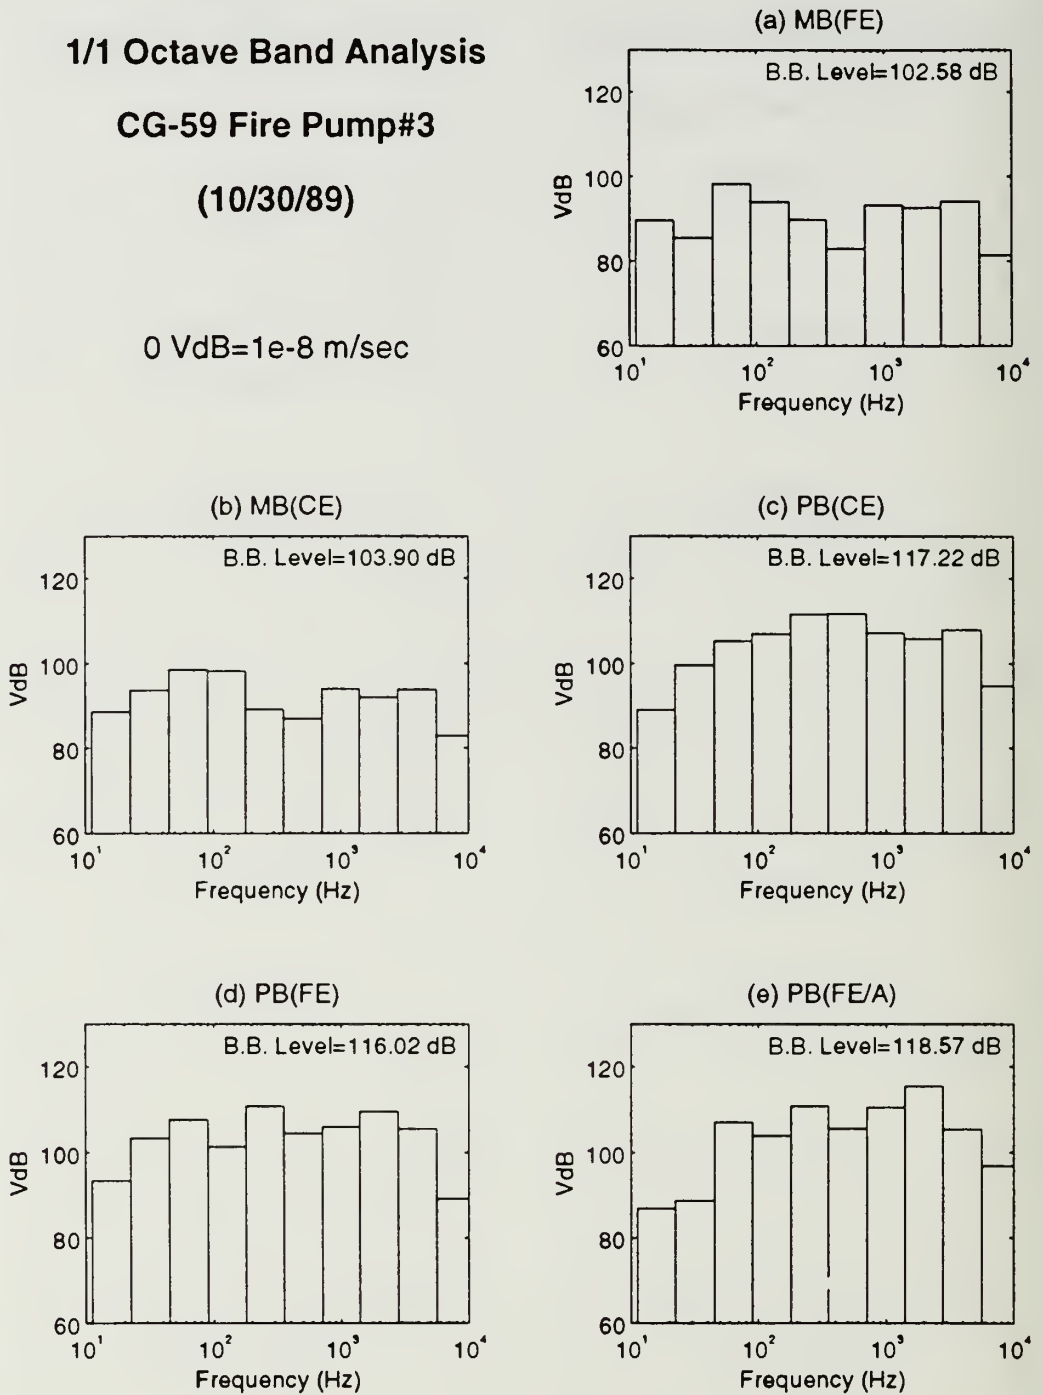 1/1 Octave Band Analysis
CG-59 Fire Pump#3
(10/30/89)
0 VdB=1e-8 m/sec
(a) MB(FE)
B.B. Level=102.58 dB
120
100
80
60
VdB
10¹ 10² 10³ 10⁴
Frequency (Hz)
(b) MB(CE)
B.B. Level=103.90 dB
120
100
80
60
VdB
10¹ 10² 10³ 10⁴
Frequency (Hz)
(c) PB(CE)
B.B. Level=117.22 dB
120
100
80
60
VdB
10¹ 10² 10³ 10⁴
Frequency (Hz)
(d) PB(FE)
B.B. Level=116.02 dB
120
100
80
60
VdB
10¹ 10² 10³ 10⁴
Frequency (Hz)
(e) PB(FE/A)
B.B. Level=118.57 dB
120
100
80
60
VdB
10¹ 10² 10³ 10⁴
Frequency (Hz)